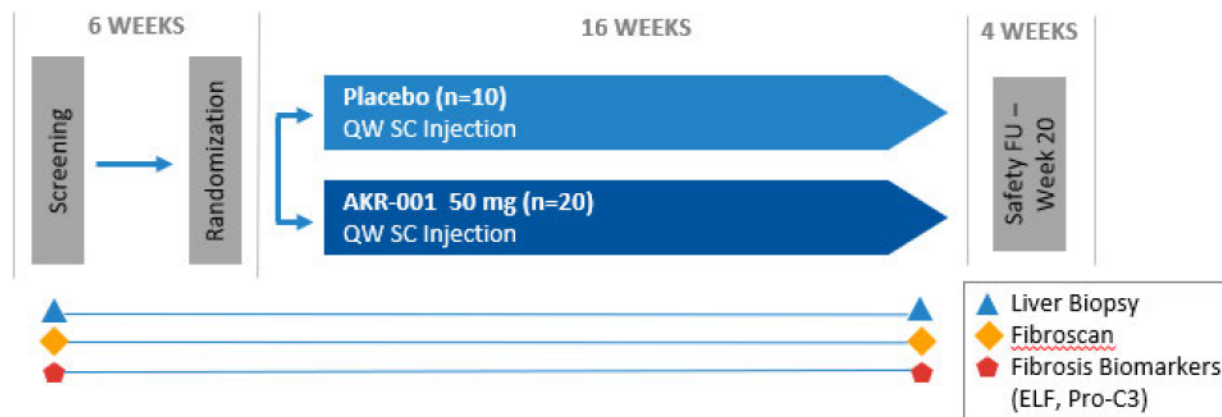 6 WEEKS
16 WEEKS
4 WEEKS
Screening
Randomization
Placebo (n=10)
QW SC Injection
AKR-001 50 mg (n=20)
QW SC Injection
Safety FU –
Week 20
Liver Biopsy
Fibroscan
Fibrosis Biomarkers
(ELF, Pro-C3)